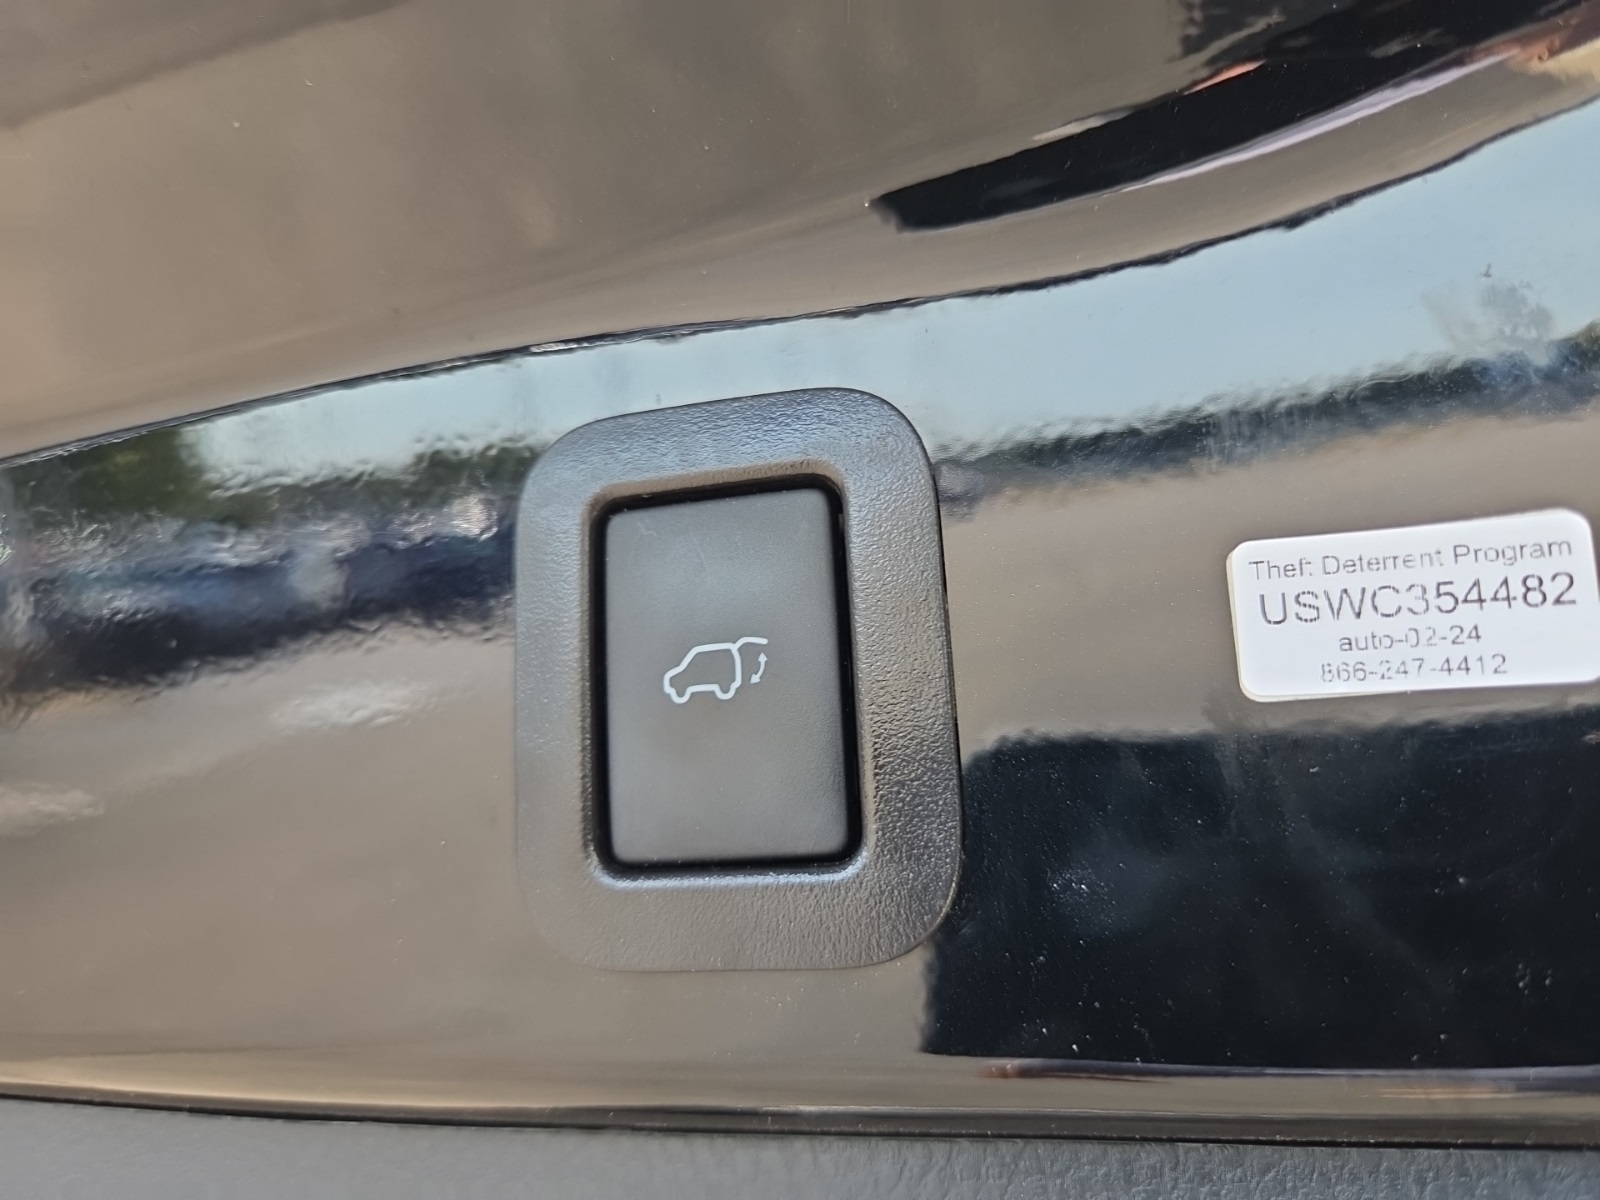 Theft Deterrent Program
USWC354482
auto-02-24
866-247-4412